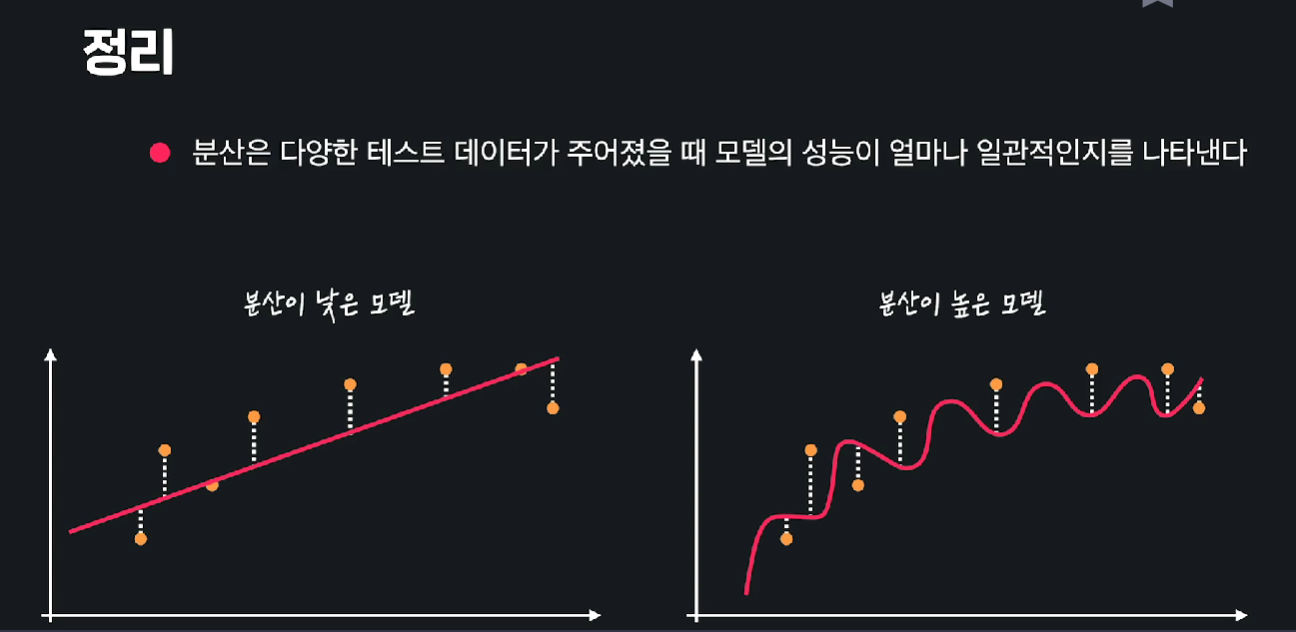 정리
분산은 다양한 테스트 데이터가 주어졌을 때 모델의 성능이 얼마나 일관적인지를 나타낸다
분산이 낮은 모델
분산이 높은 모델